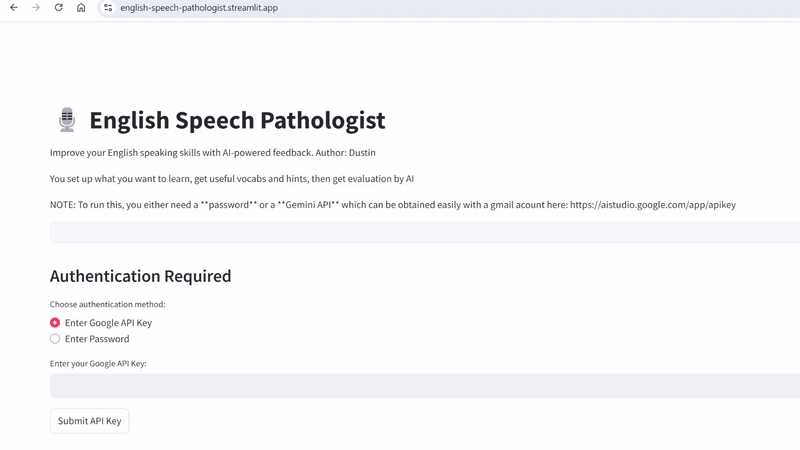 english-speech-pathologist.streamlit.app
English Speech Pathologist
Improve your English speaking skills with AI-powered feedback. Author: Dustin
You set up what you want to learn, get useful vocabs and hints, then get evaluation by AI
NOTE: To run this, you either need a **password** or a **Gemini API** which can be obtained easily with a gmail acount here: https://aistudio.google.com/app/apikey
Authentication Required
Choose authentication method:
Enter Google API Key
Enter Password
Enter your Google API Key:
Submit API Key